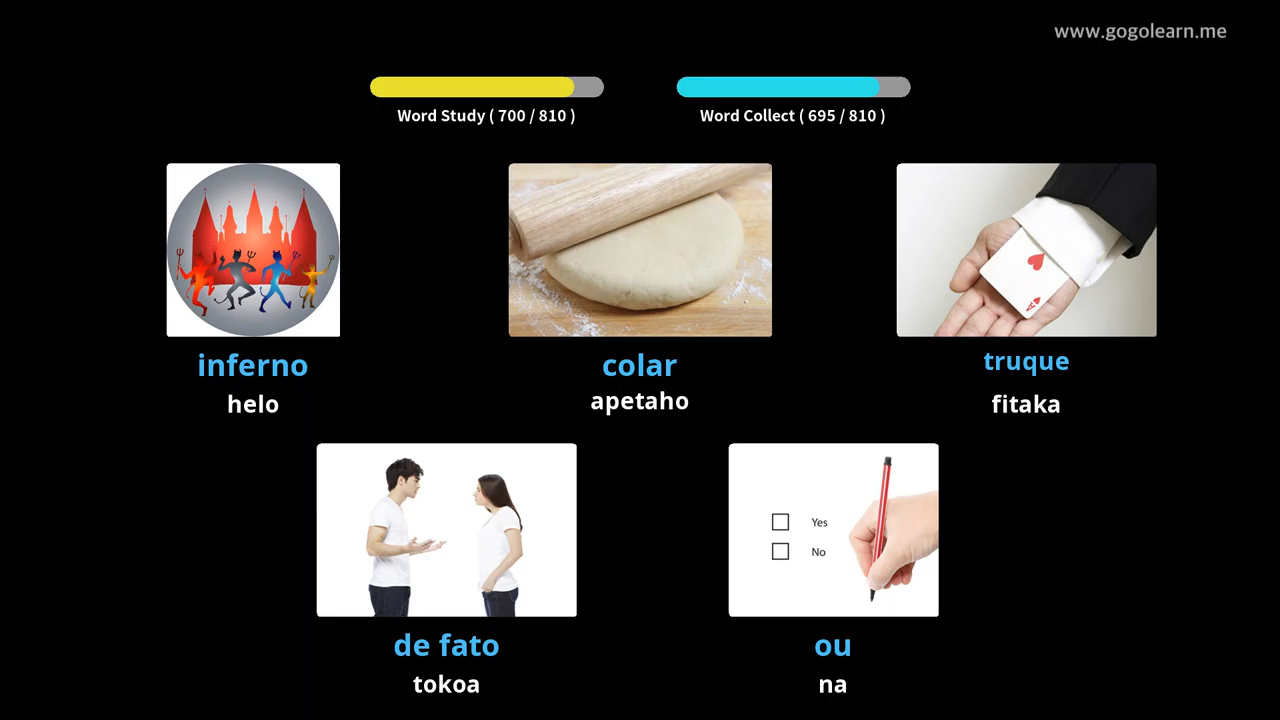 www.gogolearn.me
Word Study ( 700 / 810 )
Word Collect ( 695 / 810 )
inferno
helo
colar
apetaho
truque
fitaka
A
de fato
tokoa
Yes
No
ou
na